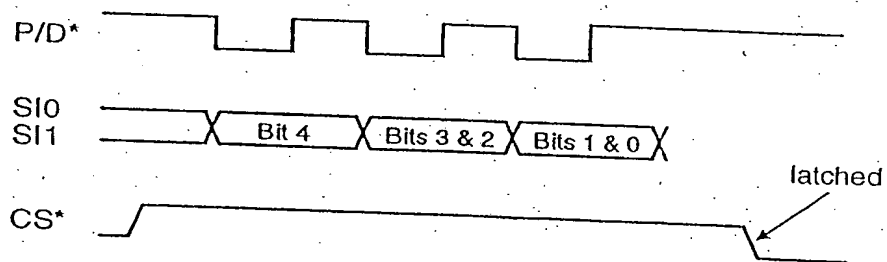 P/D*
SI0
SI1
Bit 4
Bits 3 & 2
Bits 1 & 0
latched
CS*